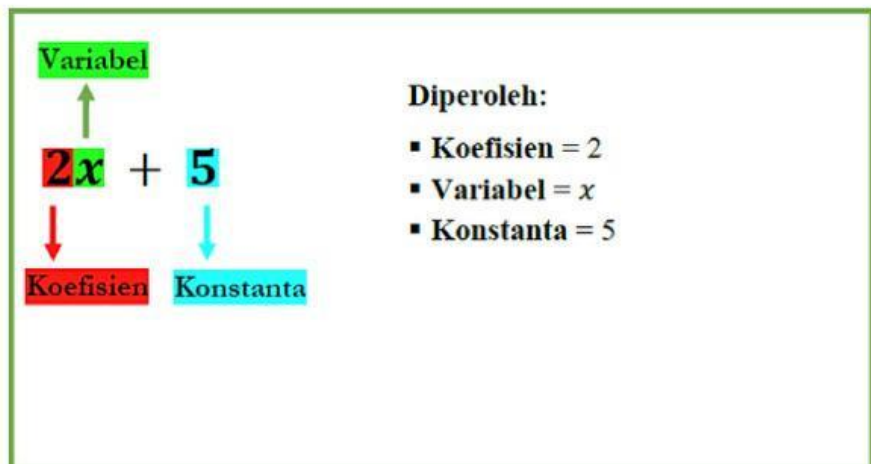 Variabel
2x + 5
Koefisien Konstanta
Diperoleh:
▪ Koefisien = 2
▪ Variabel = x
▪ Konstanta = 5